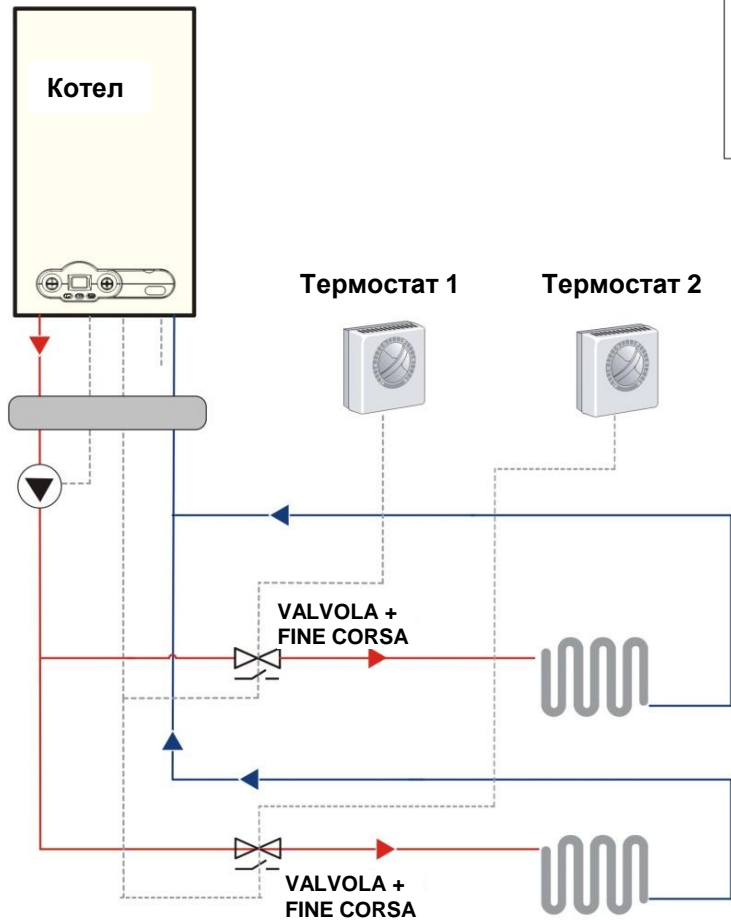 Котел
Термостат 1
Термостат 2
VALVOLA +
FINE CORSA
VALVOLA +
FINE CORSA